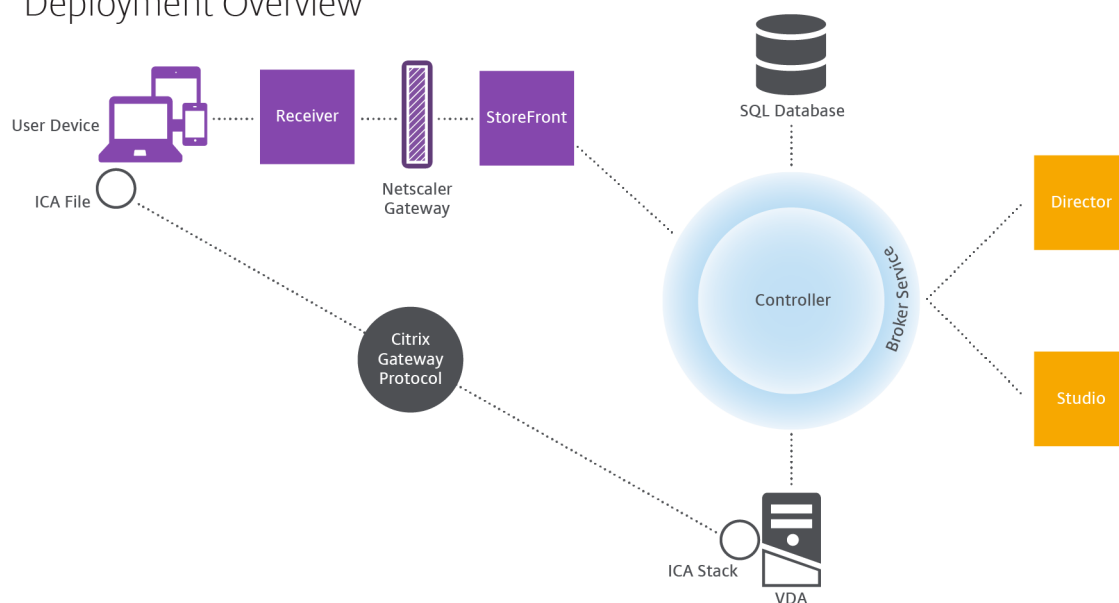 Deployment Overview
SQL Database
User Device
Receiver
StoreFront
Netscaler
Gateway
ICA File
Director
Broker Service
Controller
Citrix
Gateway
Protocol
Studio
ICA Stack
VDA